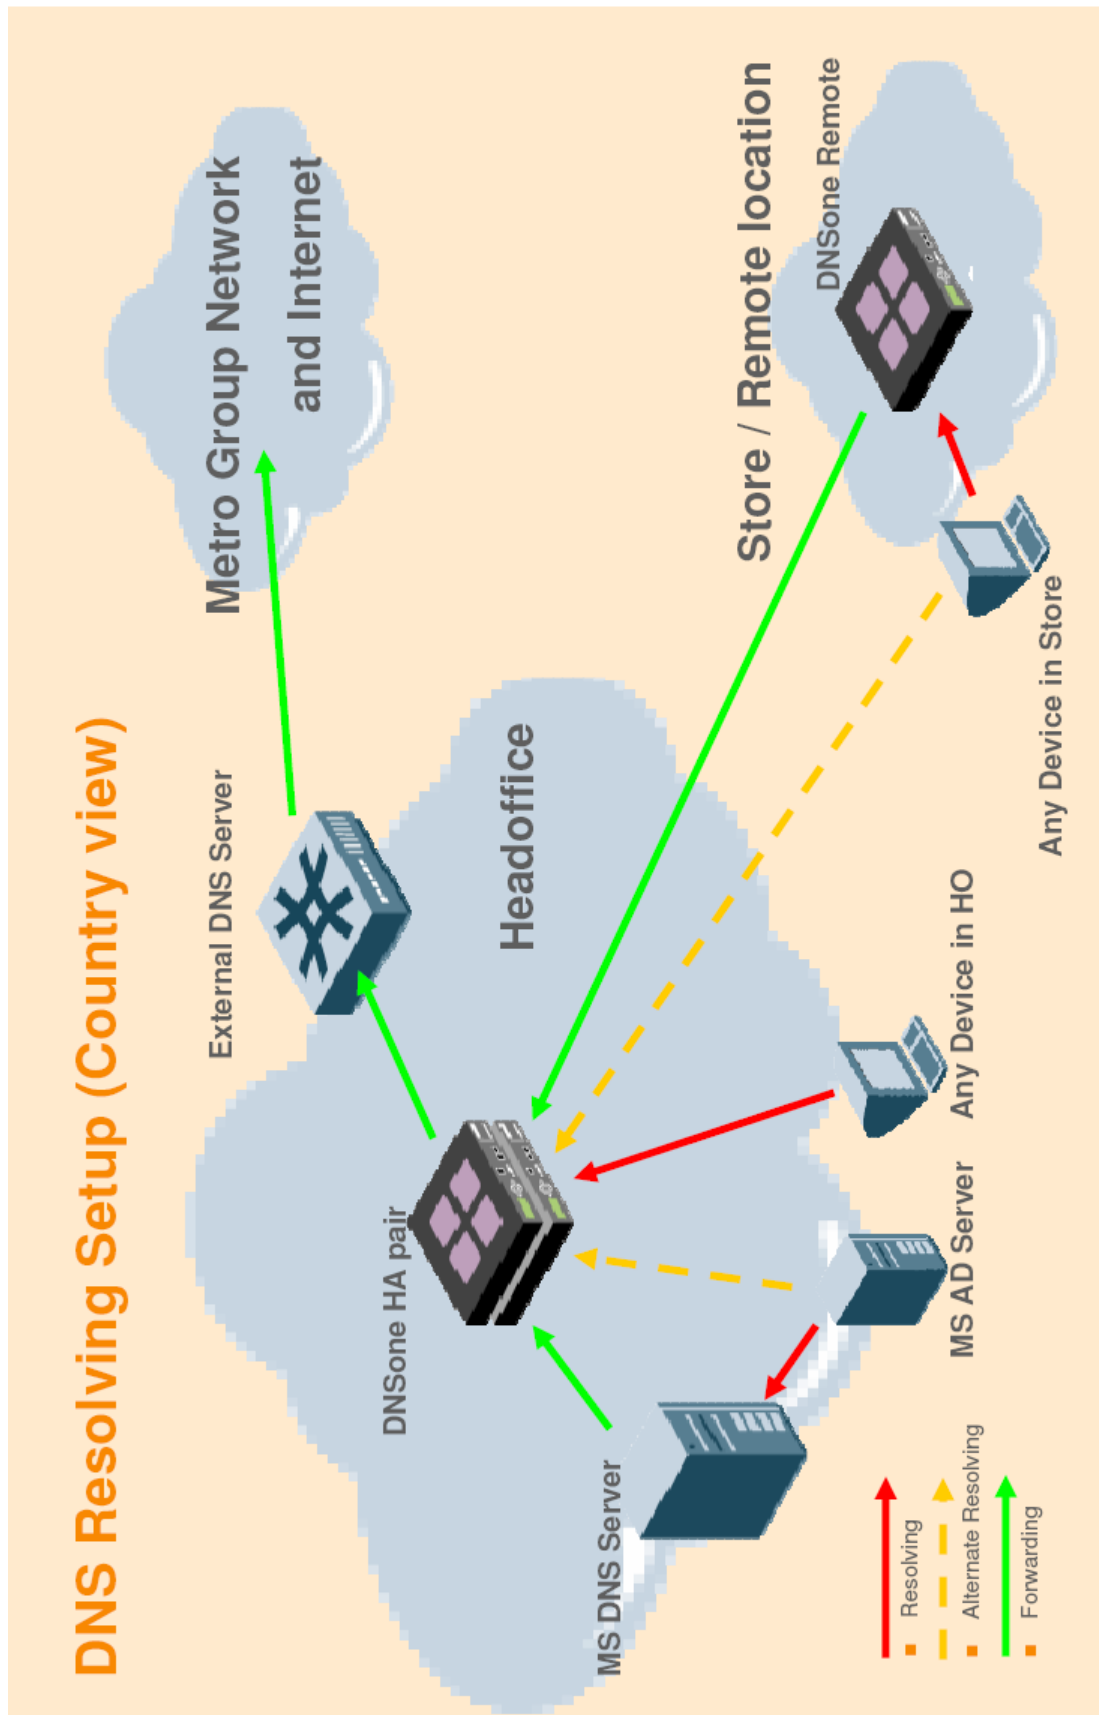 DNS Resolving Setup (Country view)
External DNS Server
Metro Group Network
and Internet
DNSone HA pair
Headoffice
Store / Remote location
DNSone Remote
MS DNS Server
MS AD Server
Any Device in HO
Any Device in Store
Resolving
Alternate Resolving
Forwarding